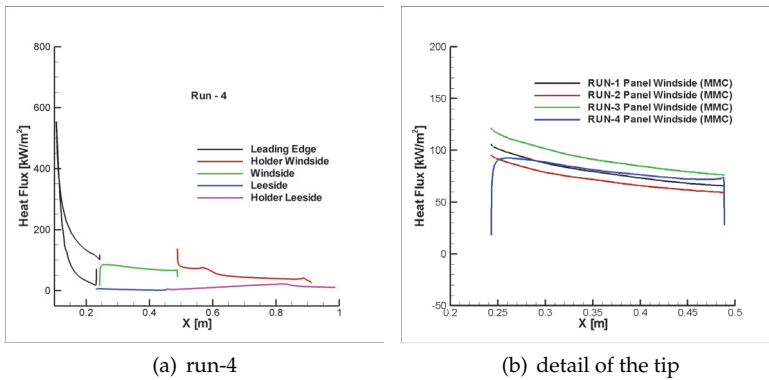 800
600
400
200
0
Heat Flux [kW/m²]
Run - 4
Leading Edge
Holder Windside
Windside
Leeside
Holder Leeside
0.2
0.4
0.6
0.8
1
X [m]
(a) run-4
200
150
100
50
0
-50
Heat Flux [kW/m²]
RUN-1 Panel Windside (MMC)
RUN-2 Panel Windside (MMC)
RUN-3 Panel Windside (MMC)
RUN-4 Panel Windside (MMC)
0.2
0.25
0.3
0.35
0.4
0.45
0.5
X [m]
(b) detail of the tip